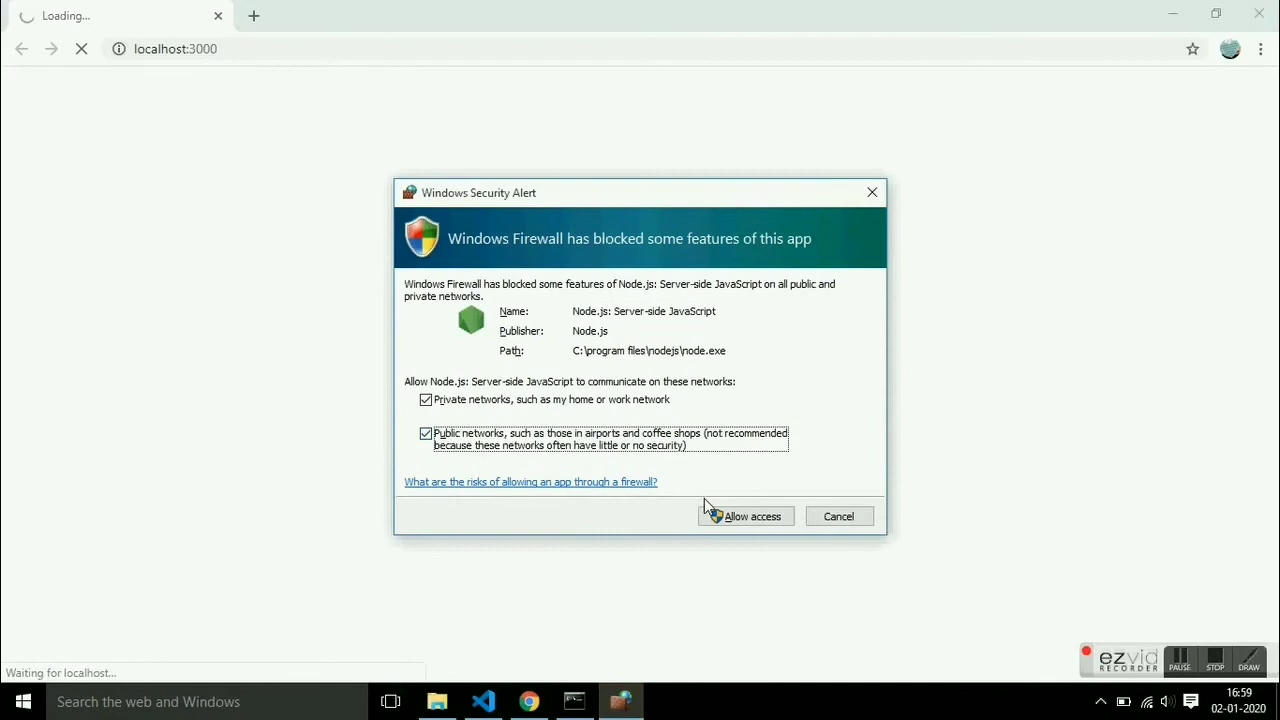 Loading...
localhost:3000
Windows Security Alert
Windows Firewall has blocked some features of this app
Windows Firewall has blocked some features of Node.js: Server-side JavaScript on all public and
private networks.
Name: Node.js: Server-side JavaScript
Publisher: Node.js
Path: C:\program files\nodejs\node.exe
Allow Node.js: Server-side JavaScript to communicate on these networks:
Private networks, such as my home or work network
Public networks, such as those in airports and coffee shops (not recommended
because these networks often have little or no security)
What are the risks of allowing an app through a firewall?
Allow access Cancel
Waiting for localhost...
ezvid
RECORDER
PAUSE STOP DRAW
Search the web and Windows
16:59
02-01-2020